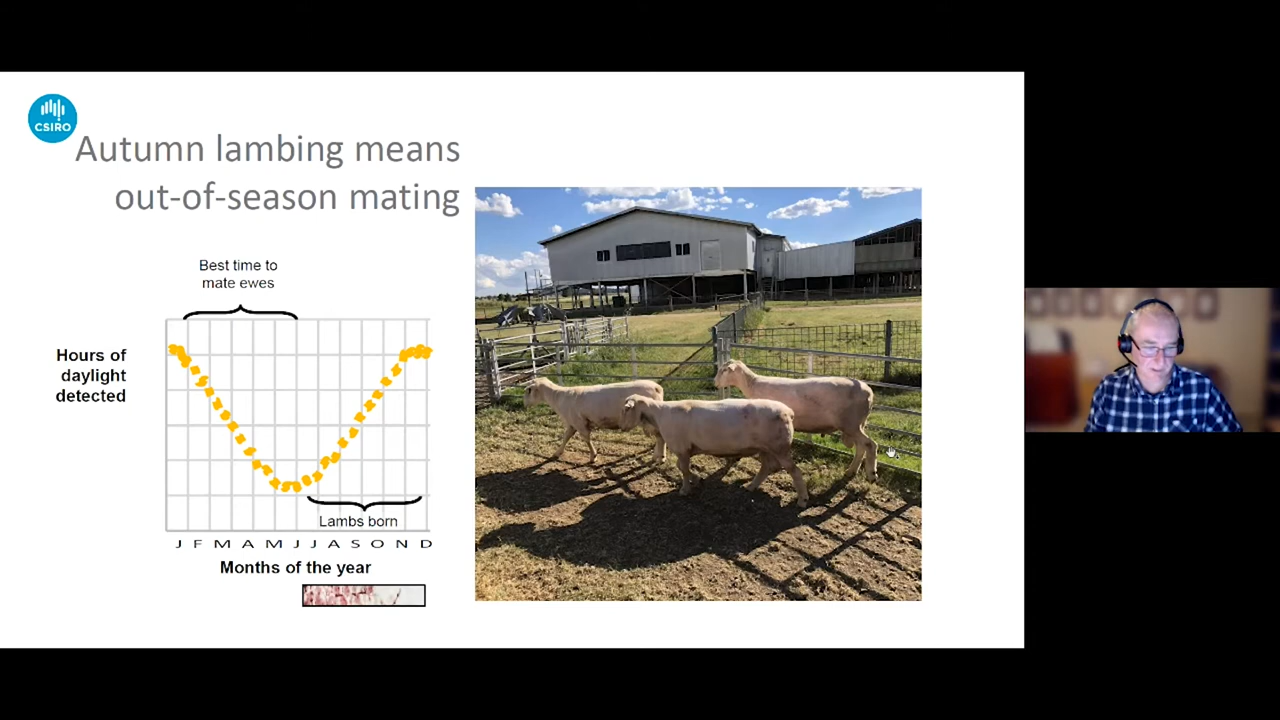 CSIRO
Autumn lambing means
out-of-season mating
Best time to
mate ewes
Hours of
daylight
detected
Lambs born
J F M A M J J A S O N D
Months of the year